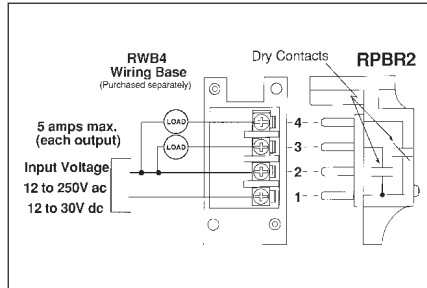 RWB4
Wiring Base
(Purchased separately)
Dry Contacts
RPBR2
5 amps max.
(each output)
LOAD
LOAD
Input Voltage
12 to 250V ac
12 to 30V dc
4
3
2
1